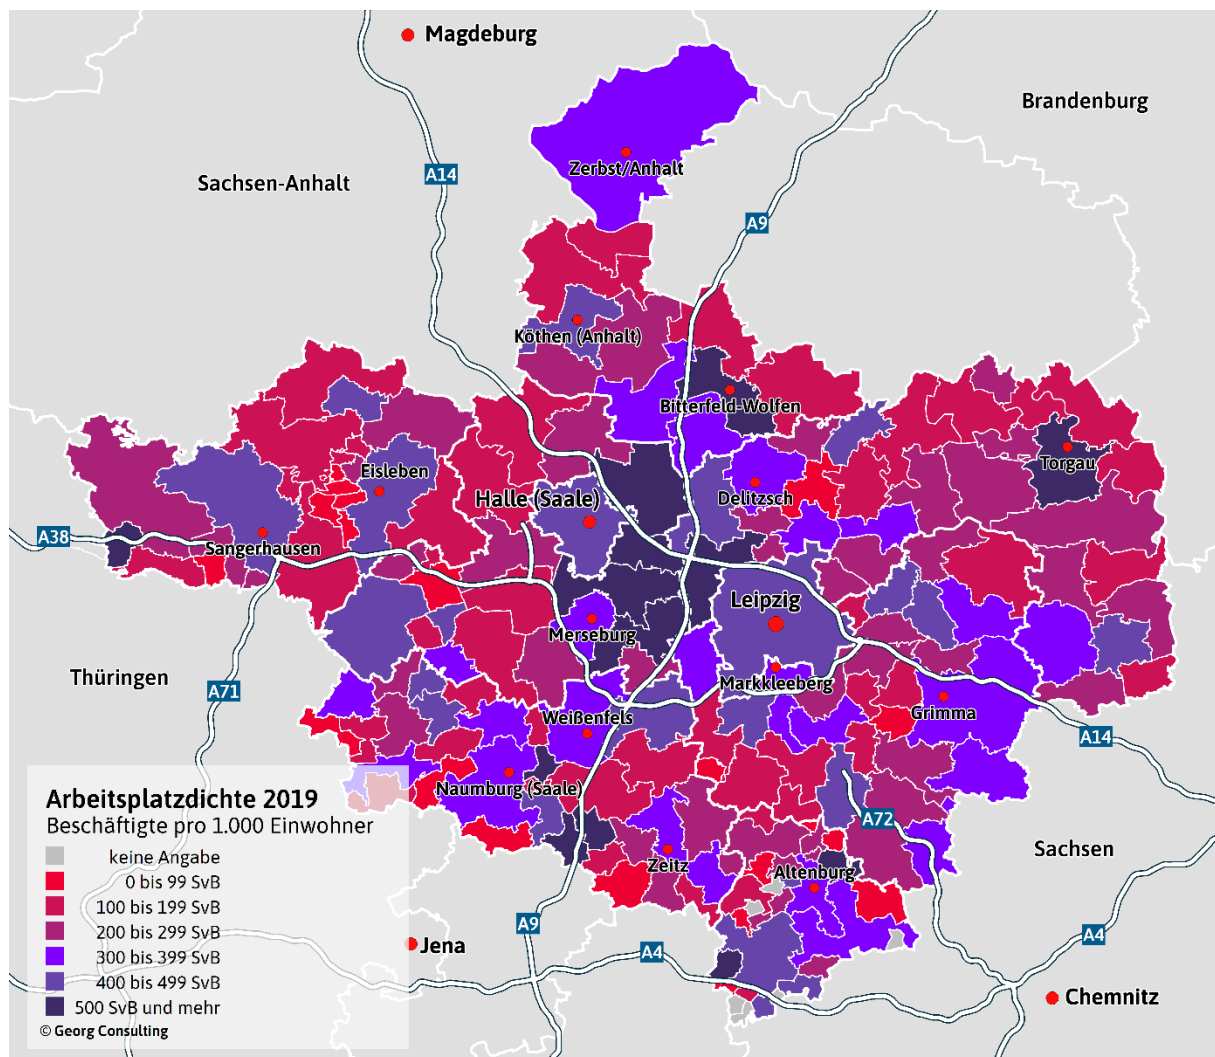 Magdeburg
Brandenburg
Zerbst/Anhalt
A14
Sachsen-Anhalt
A9
Köthen (Anhalt)
Bitterfeld-Wolfen
Torgau
Eisleben
Delitzsch
Halle (Saale)
A38
Sangerhausen
Leipzig
Merseburg
Thüringen
Markkleeberg
A71
Grimma
Weißenfels
A14
Naumburg (Saale)
Arbeitsplatzdichte 2019
Beschäftigte pro 1.000 Einwohner
keine Angabe
0 bis 99 SvB
100 bis 199 SvB
200 bis 299 SvB
300 bis 399 SvB
400 bis 499 SvB
500 SvB und mehr
© Georg Consulting
A72
Sachsen
Zeitz
Altenburg
A9
A4
Jena
A4
Chemnitz